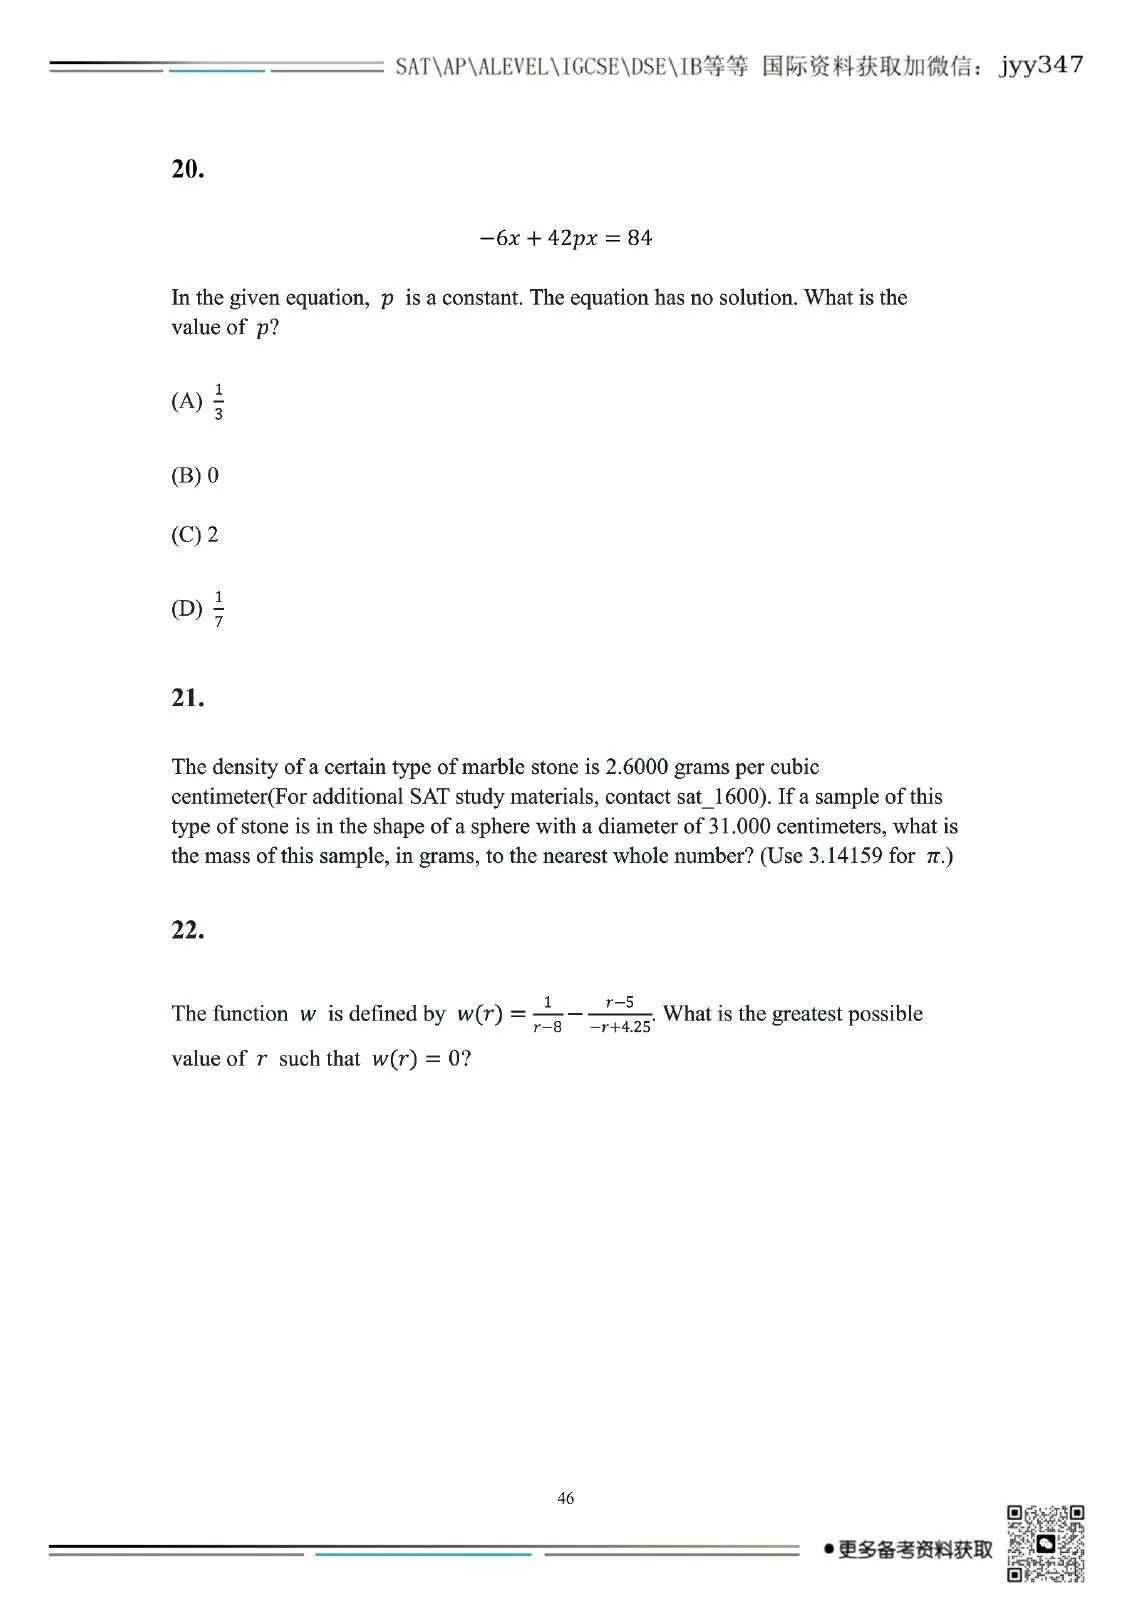 SAT\AP\ALEVEL\IGCSE\DSE\IB等等 国际资料获取加微信： jyy347
20.
−6x + 42px = 84
In the given equation, p is a constant. The equation has no solution. What is the
value of p?
(A) 1/3
(B) 0
(C) 2
(D) 1/7
21.
The density of a certain type of marble stone is 2.6000 grams per cubic
centimeter(For additional SAT study materials, contact sat_1600). If a sample of this
type of stone is in the shape of a sphere with a diameter of 31.000 centimeters, what is
the mass of this sample, in grams, to the nearest whole number? (Use 3.14159 for π.)
22.
The function w is defined by w(r) = 1/(r−8) − (r−5)/(−r+4.25). What is the greatest possible
value of r such that w(r) = 0?
46
●更多备考资料获取